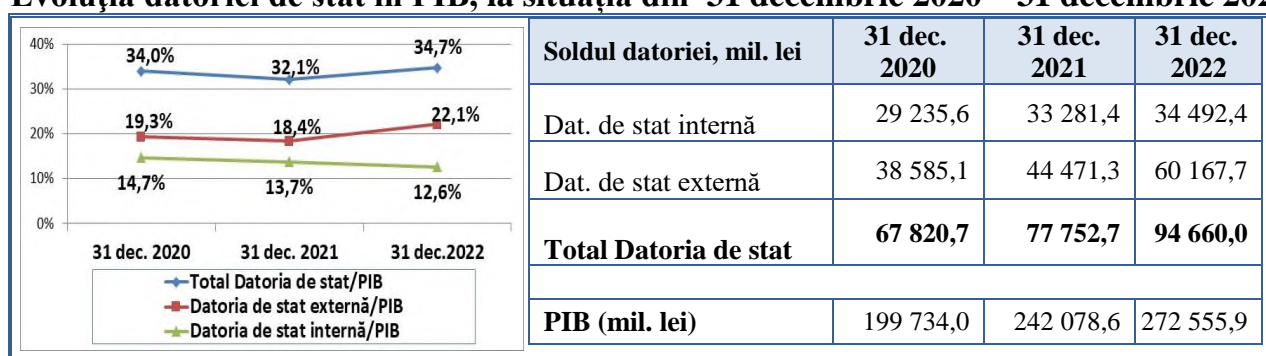 Evoluția datoriei de stat în PIB, la situația din 31 decembrie 2020 – 31 decembrie
40%
30%
20%
10%
0%
34,0%
32,1%
34,7%
19,3%
18,4%
22,1%
14,7%
13,7%
12,6%
31 dec. 2020 31 dec. 2021 31 dec.2022
Total Datoria de stat/PIB
Datoria de stat externă/PIB
Datoria de stat internă/PIB
Soldul datoriei, mil. lei 31 dec. 2020 31 dec. 2021 31 dec. 2022
Dat. de stat internă 29 235,6 33 281,4 34 492,4
Dat. de stat externă 38 585,1 44 471,3 60 167,7
Total Datoria de stat 67 820,7 77 752,7 94 660,0
PIB (mil. lei) 199 734,0 242 078,6 272 555,9